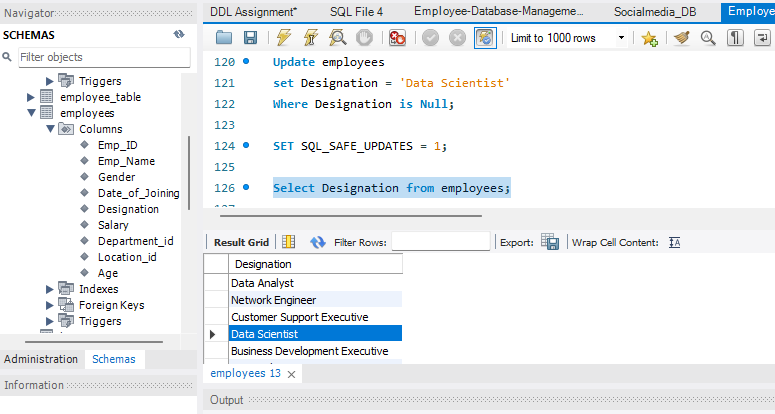 Navigator
SCHEMAS
Filter objects
Triggers
employee_table
employees
Columns
Emp_ID
Emp_Name
Gender
Date_of_Joining
Designation
Salary
Department_id
Location_id
Age
Indexes
Foreign Keys
Triggers
Administration Schemas
Information
DDL Assignment* SQL File 4 Employee-Database-Manageme... Socialmedia_DB Employe
Limit to 1000 rows
120 Update employees
121 set Designation = 'Data Scientist'
122 Where Designation is Null;
123
124 SET SQL_SAFE_UPDATES = 1;
125
126 Select Designation from employees;
Result Grid Filter Rows: Export: Wrap Cell Content:
Designation
Data Analyst
Network Engineer
Customer Support Executive
Data Scientist
Business Development Executive
employees 13
Output